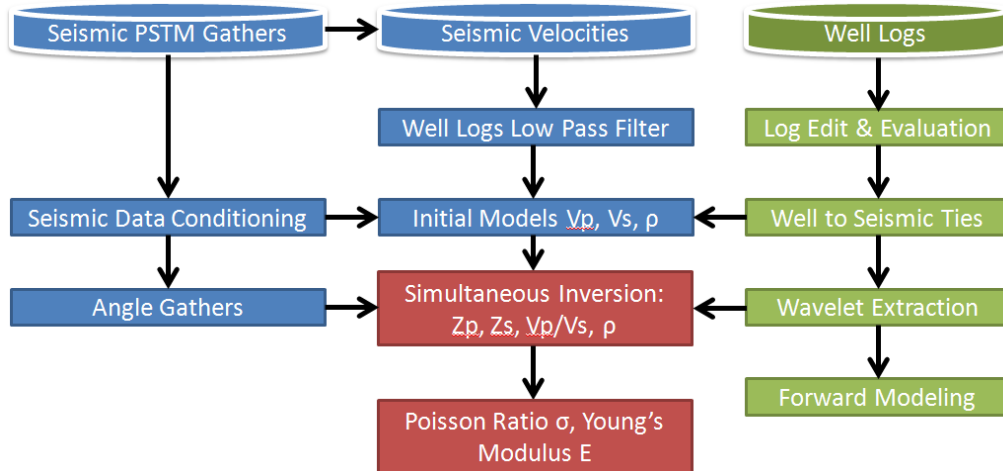 Seismic PSTM Gathers
Seismic Velocities
Well Logs
Well Logs Low Pass Filter
Log Edit & Evaluation
Seismic Data Conditioning
Initial Models Vp, Vs, ρ
Well to Seismic Ties
Angle Gathers
Simultaneous Inversion:
Zp, Zs, Vp/Vs, ρ
Wavelet Extraction
Poisson Ratio σ, Young's
Modulus E
Forward Modeling